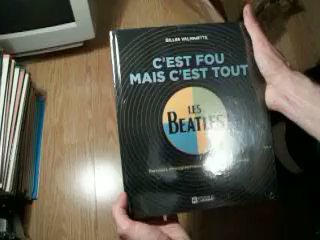 GILLES VALIQUETTE
C'EST FOU
MAIS C'EST TOUT
LES
BEATLES